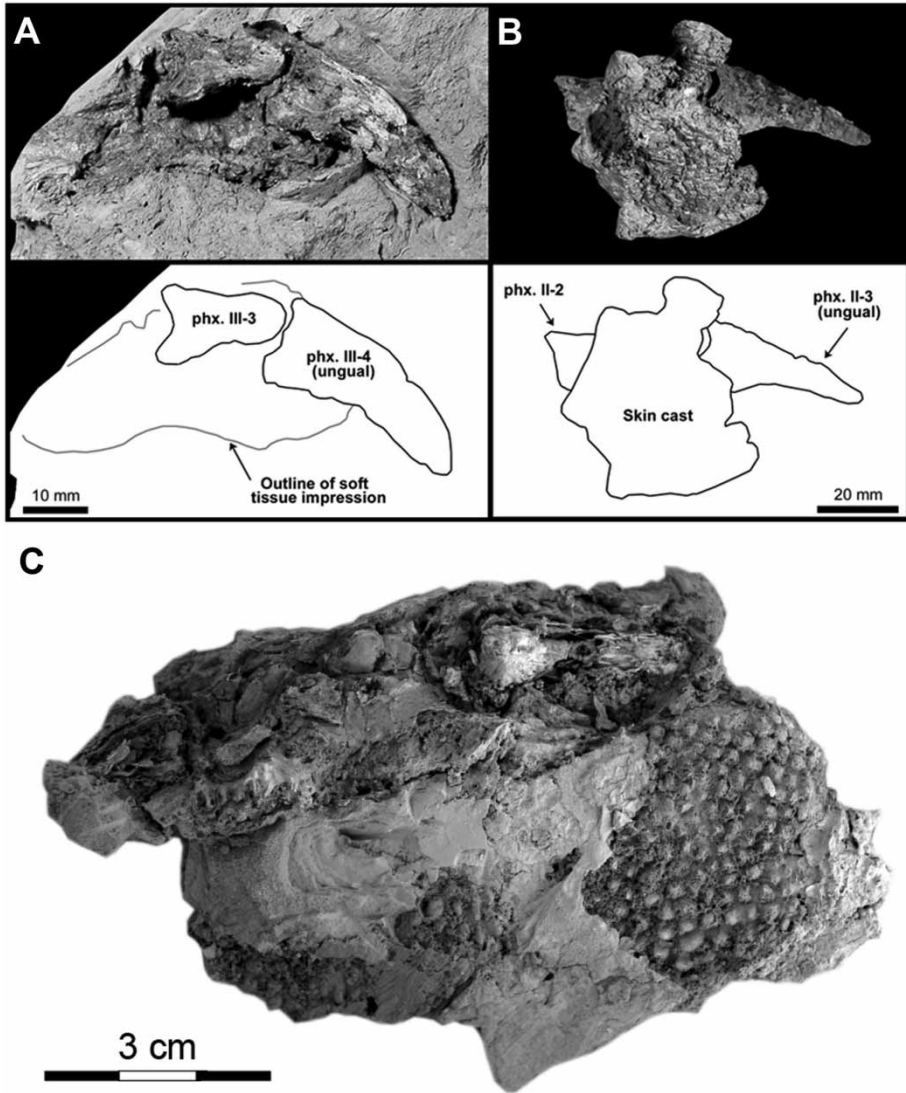 A
B
phx. III-3
phx. III-4
(ungual)
Outline of soft
tissue impression
10 mm
phx. II-2
phx. II-3
(ungual)
Skin cast
20 mm
C
3 cm